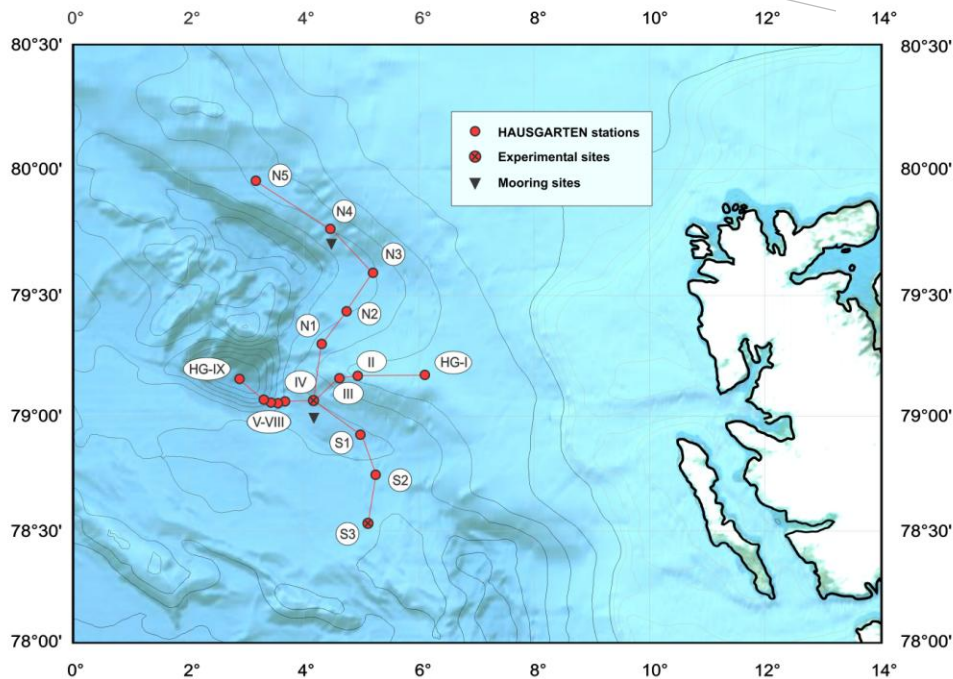 0° 2° 4° 6° 8° 10° 12° 14°
80°30' 80°30'
HAUSGARTEN stations
Experimental sites
Mooring sites
80°00' 80°00'
N5
N4
N3
79°30' 79°30'
N1 N2
HG-IX IV II HG-I
III
79°00' 79°00'
V-VIII
S1
S2
78°30' 78°30'
S3
78°00' 78°00'
0° 2° 4° 6° 8° 10° 12° 14°